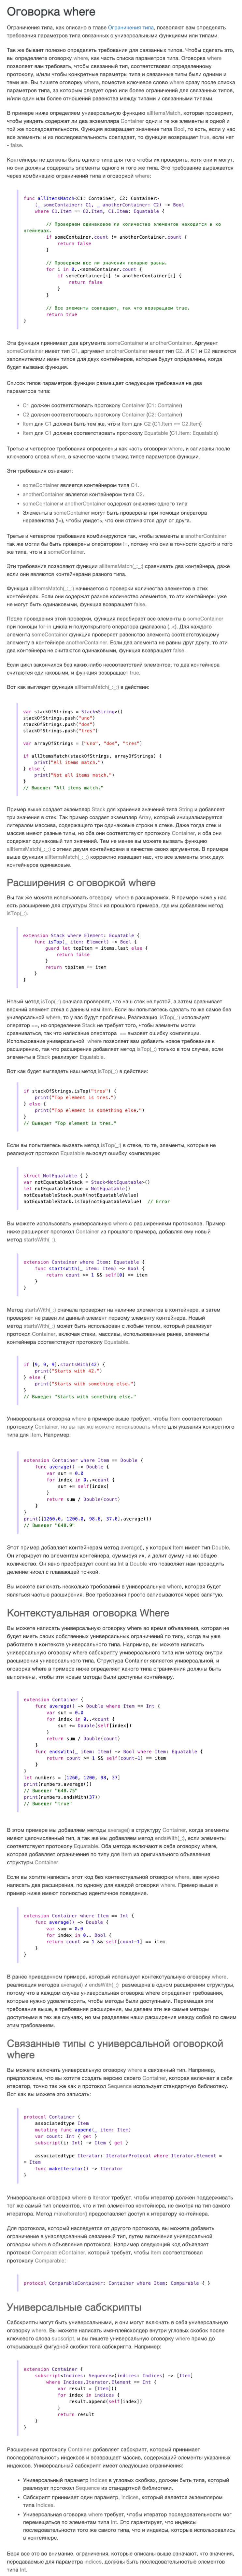 Оговорка where
Ограничения типа, как описано в главе Ограничения типа, позволяют вам определять
требования параметров типа связанных с универсальными функциями или типами.
Так же бывает полезно определять требования для связанных типов. Чтобы сделать это,
вы определяете оговорку where, как часть списка параметров типа. Оговорка where
позволяет вам требовать, чтобы связанный тип, соответствовал определенному
протоколу, и/или чтобы конкретные параметры типа и связанные типы были одними и
теми же. Вы пишите оговорку where, поместив ключевое слово where сразу после списка
параметров типа, за которым следует одно или более ограничений для связанных типов,
и/или один или более отношений равенства между типами и связанными типами.
В примере ниже определяем универсальную функцию allItemsMatch, которая проверяет,
чтобы увидеть содержат ли два экземпляра Container одни и те же элементы в одной и
той же последовательности. Функция возвращает значение типа Bool, то есть, если у нас
все элементы и их последовательность совпадает, то функция возвращает true, если нет
- false.
Контейнеры не должны быть одного типа для того чтобы их проверить, хотя они и могут,
но они должны содержать элементы одного и того же типа. Это требование выражается
через комбинацию ограничений типа и оговоркой where:
func allItemsMatch<C1: Container, C2: Container>
(_ someContainer: C1, _ anotherContainer: C2) -> Bool
where C1.Item == C2.Item, C1.Item: Equatable {
// Проверяем одинаковое ли количество элементов находится в ко
нтейнерах.
if someContainer.count != anotherContainer.count {
return false
}
// Проверяем все ли значения попарно равны.
for i in 0..<someContainer.count {
if someContainer[i] != anotherContainer[i] {
return false
}
}
// Все элементы совпадают, так что возвращаем true.
return true
}
Эта функция принимает два аргумента someContainer и anotherContainer. Аргумент
someContainer имеет тип C1, аргумент anotherContainer имеет тип C2. И C1 и C2 являются
заполнителями имен типов для двух контейнеров, которые будут определены, когда
будет вызвана функция.
Список типов параметров функции размещает следующие требования на два
параметров типа:
C1 должен соответствовать протоколу Container (C1: Container)
C2 должен соответствовать протоколу Container (C2: Container)
Item для C1 должен быть тем же, что и Item для C2 (C1.Item == C2.Item)
Item для C1 должен соответствовать протоколу Equatable (C1.Item: Equatable)
Третье и четвертое требование определены как часть оговорки where, и записаны после
ключевого слова where, в качестве части списка типов параметров функции.
Эти требования означают:
someContainer является контейнером типа C1.
anotherContainer является контейнером типа C2.
someContainer и anotherContainer содержат значения одного типа
Элементы в someContainer могут быть проверены при помощи оператора
неравенства (!=), чтобы увидеть, что они отличаются друг от друга.
Третье и четвертое требование комбинируются так, чтобы элементы в anotherContainer
так же могли бы быть проверены оператором !=, потому что они в точности одного и того
же типа, что и в someContainer.
Эти требования позволяют функции allItemsMatch(_:_:) сравнивать два контейнера, даже
если они являются контейнерами разного типа.
Функция allItemsMatch(_:_:) начинается с проверки количества элементов в этих
контейнерах. Если они содержат разное количество элементов, то эти контейнеры уже
не могут быть одинаковыми, функция возвращает false.
После проведения этой проверки, функция перебирает все элементы в someContainer
при помощи for-in цикла и полузакрытого оператора диапазона (..<). Для каждого
элемента someContainer функция проверяет равенство элемента соответствующему
элементу в контейнере anotherContainer. Если два элемента не равны друг другу, то эти
два контейнера не считаются одинаковыми, функция возвращает false.
Если цикл закончился без каких-либо несоответствий элементов, то два контейнера
считаются одинаковыми, и функция возвращает true.
Вот как выглядит функция allItemsMatch(_:_:) в действии:
var stackOfStrings = Stack<String>()
stackOfStrings.push("uno")
stackOfStrings.push("dos")
stackOfStrings.push("tres")
var arrayOfStrings = ["uno", "dos", "tres"]
if allItemsMatch(stackOfStrings, arrayOfStrings) {
print("All items match.")
} else {
print("Not all items match.")
}
// Выведет "All items match."
Пример выше создает экземпляр Stack для хранения значений типа String и добавляет
три значения в стек. Так пример создает экземпляр Array, который инициализируется
литералом массива, содержащего три одинаковые строки в стеке. Даже тогда стек и
массив разные типы, но оба они соответствуют протоколу Container, и оба они
содержат одинаковый тип значений. Тем не менее вы можете вызвать функцию
allItemsMatch(_:_:) с этими двумя контейнерами в качестве своих аргументов. В примере
выше функция allItemsMatch(_:_:) корректно извещает нас, что все элементы этих двух
контейнеров одинаковые.
Расширения с оговоркой where
Вы так же можете использовать оговорку where в расширениях. В примере ниже у нас
есть расширение для структуры Stack из прошлого примера, где мы добавляем метод
isTop(_:).
extension Stack where Element: Equatable {
func isTop(_ item: Element) -> Bool {
guard let topItem = items.last else {
return false
}
return topItem == item
}
}
Новый метод isTop(_:) сначала проверяет, что наш стек не пустой, а затем сравнивает
верхний элемент стека с данным нам Item. Если вы попытаетесь сделать то же самое без
универсальной where, то у вас будут проблемы. Реализация isTop(_:) использует
оператор ==, но определение Stack не требует того, чтобы элементы могли
сравниваться, так что написание оператора == вызовет ошибку компиляции.
Использование универсальной where позволяет вам добавить новое требование к
расширению, так что расширение добавляет метод isTop(_:) только в том случае, если
элементы в Stack реализуют Equatable.
Вот как будет выглядеть наш метод isTop(_:) в действии:
if stackOfStrings.isTop("tres") {
print("Top element is tres.")
} else {
print("Top element is something else.")
}
// Выведет "Top element is tres."
Если вы попытаетесь вызвать метод isTop(_:) в стеке, то те, элементы, которые не
реализуют протокол Equatable вызовут ошибку компиляции:
struct NotEquatable { }
var notEquatableStack = Stack<NotEquatable>()
let notEquatableValue = NotEquatable()
notEquatableStack.push(notEquatableValue)
notEquatableStack.isTop(notEquatableValue) // Error
Вы можете использовать универсальную where с расширениями протоколов. Пример
ниже расширяет протокол Container из прошлого примера, добавляя ему новый
метод startsWith(_:).
extension Container where Item: Equatable {
func startsWith(_ item: Item) -> Bool {
return count >= 1 && self[0] == item
}
}
Метод startsWith(_:) сначала проверяет на наличие элементов в контейнере, а затем
проверяет на равен ли данный элемент первому элементу контейнера. Новый
метод startsWith(_:) может быть использован с любым типом, который реализует
протокол Container, включая стеки, массивы, использованные ранее, элементы
контейнера соответствуют протоколу Equatable.
if [9, 9, 9].startsWith(42) {
print("Starts with 42.")
} else {
print("Starts with something else.")
}
// Выведет "Starts with something else."
Универсальная оговорка where в примере выше требует, чтобы Item соответствовал
протоколу Container, но вы так же можете использовать where для указания конкретного
типа для Item. Например:
extension Container where Item == Double {
func average() -> Double {
var sum = 0.0
for index in 0..<count {
sum += self[index]
}
return sum / Double(count)
}
}
print([1260.0, 1200.0, 98.6, 37.0].average())
// Выведет "648.9"
Этот пример добавляет контейнерам метод average(), у которых Item имеет тип Double.
Он итерирует по элементам контейнера, суммируя их, и делит сумму на их общее
количество. Он явно преобразует count из Int в Double что позволяет нам проводить
деление чисел с плавающей точкой.
Вы можете включать несколько требований в универсальную where, которая будет
являться частью расширения. Все требования просто записываются через запятую.
Контекстуальная оговорка Where
Вы можете написать универсальную оговорку where во время объявления, которая не
будет иметь своих собственных универсальных ограничений по типу, когда вы уже
работаете в контексте универсального типа. Например, вы можете написать
универсальную оговорку where сабскрипту универсального типа, или методу внутри
расширения универсального типа. Структура Container является универсальной, и
оговорка where в примере ниже указывает какого типа ограничения должны быть
выполнены, чтобы эти новые методы были доступны контейнеру.
extension Container {
func average() -> Double where Item == Int {
var sum = 0.0
for index in 0..<count {
sum += Double(self[index])
}
return sum / Double(count)
}
func endsWith(_ item: Item) -> Bool where Item: Equatable {
return count >= 1 && self[count-1] == item
}
}
let numbers = [1260, 1200, 98, 37]
print(numbers.average())
// Выведет "648.75"
print(numbers.endsWith(37))
// Выведет "true"
В этом примере мы добавляем методы average() в структуру Container, когда элементы
имеют целочисленный тип, а так же мы добавляем метод endsWith(_:), если элементы
соответствуют протоколу Equatable. Оба метода включают в себя оговорку where,
которая добавляет ограничение по типу для Item из оригинального объявления
структуры Container.
Если вы хотите написать этот код без контекстуальной оговорки where, вам нужно
написать два расширения, по одному для каждой оговорки where. Пример выше и
пример ниже имеют полностью идентичное поведение.
extension Container where Item == Int {
func average() -> Double {
var sum = 0.0
for index in 0.. Bool {
return count >= 1 && self[count-1] == item
}
}
В ранее приведенном примере, который использует контекстуальную оговорку where,
реализация методов average() и endsWith(_:) размещена в одном расширении структуры,
потому что в каждом случае универсальная оговорка where определяет требования,
которые нужно удовлетворить, чтобы методы были доступными. Перемещая эти
требования выше, в требования расширений, мы делаем эти же самые методы
доступными в тех же случаях, но мы разделяем наши расширения между собой по самим
этим требованиям.
Связанные типы с универсальной оговоркой
where
Вы можете включать универсальную оговорку where в связанный тип. Например,
предположим, что вы хотите создать версию своего Container, которая включает в себя
итератор, точно так же как и протокол Sequence использует стандартную библиотеку.
Вот как вы можете это записать:
protocol Container {
associatedtype Item
mutating func append(_ item: Item)
var count: Int { get }
subscript(i: Int) -> Item { get }
associatedtype Iterator: IteratorProtocol where Iterator.Element =
= Item
func makeIterator() -> Iterator
}
Универсальная оговорка where в Iterator требует, чтобы итератор должен поддерживать
тот же самый тип элементов, что и тип элементов контейнера, не смотря на тип самого
итератора. Метод makeIterator() предоставляет доступ к итератору контейнера.
Для протокола, который наследуется от другого протокола, вы можете добавить
ограничение в унаследованный связанный тип, путем включения универсальной
оговорки where в объявление протокола. Например следующий код объявляет
протокол ComparableContainer, который требует, чтобы Item соответствовал
протоколу Comparable:
protocol ComparableContainer: Container where Item: Comparable { }
Универсальные сабскрипты
Сабскрипты могут быть универсальными, и они могут включать в себя универсальную
оговорку where. Вы можете написать имя-плейсхолдер внутри угловых скобок после
ключевого слова subscript, и вы пишете универсальную оговорку where прямо до
открывающей фигурной скобки тела сабскрипта. Например:
extension Container {
subscript<Indices: Sequence>(indices: Indices) -> [Item]
where Indices.Iterator.Element == Int {
var result = [Item]()
for index in indices {
result.append(self[index])
}
return result
}
}
Расширение протоколу Container добавляет сабскрипт, который принимает
последовательность индексов и возвращает массив, содержащий элементы указанных
индексов. Универсальный сабскрипт имеет следующие ограничения:
Универсальный параметр Indices в угловых скобках, должен быть типа, который
реализует протокол Sequence из стандартной библиотеки.
Сабскрипт принимает один параметр, indices, который является экземпляром
типа Indices.
Универсальная оговорка where требует, чтобы итератор последовательности мог
перемещаться по элементам типа Int. Это гарантирует, что индексы
последовательности того же самого типа, что и индексы, которые использовались
в контейнере.
Беря все это во внимание, ограничения, которые описаны выше означают, что значения,
передаваемые для параметра indices, должны быть последовательностью элементов
типа Int.